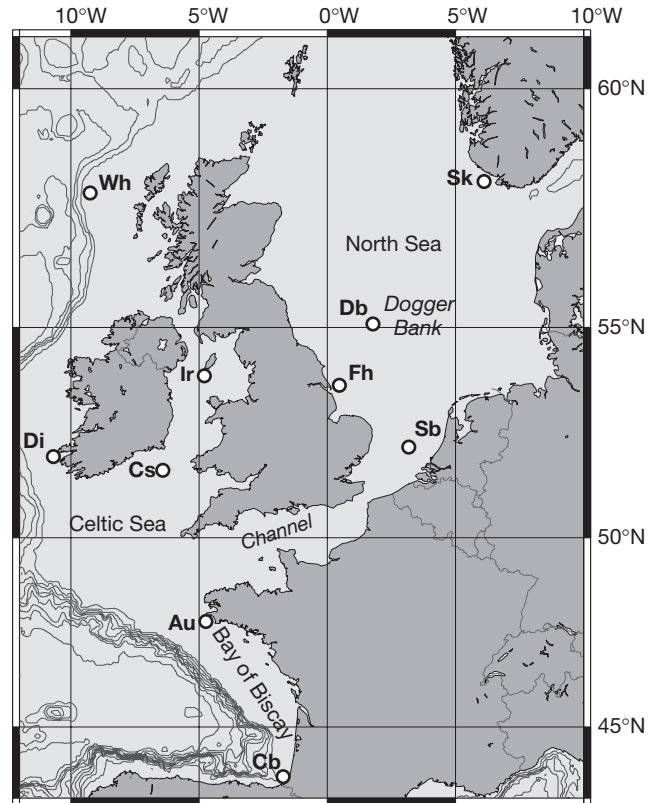 10°W
5°W
0°W
5°W
10°W
60°N
Wh
Sk
North Sea
Db
Dogger
Bank
55°N
Ir
Fh
Di
Sb
Cs
Celtic Sea
Channel
50°N
Au
Bay of Biscay
45°N
Cb